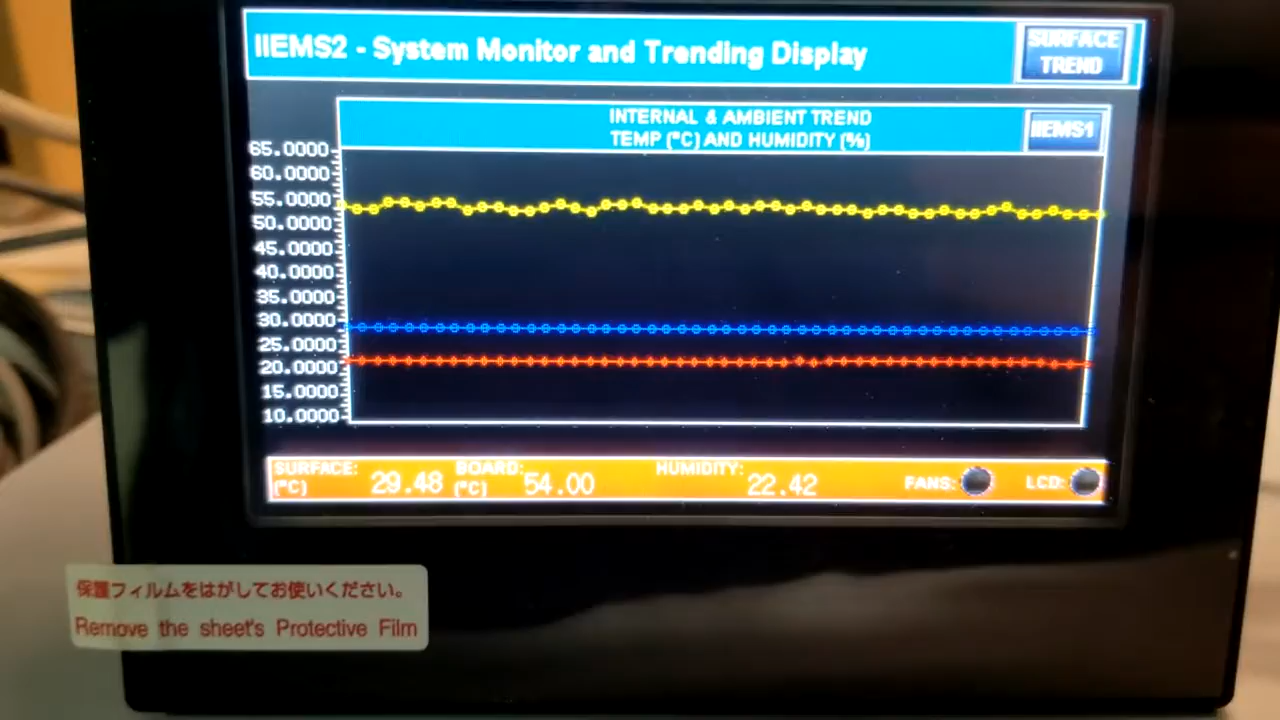 IIEMS2 - System Monitor and Trending Display
SURFACE
TREND
INTERNAL & AMBIENT TREND
TEMP (°C) AND HUMIDITY (%)
IIEMS1
65.0000
60.0000
55.0000
50.0000
45.0000
40.0000
35.0000
30.0000
25.0000
20.0000
15.0000
10.0000
SURFACE: (°C) 29.48
BOARD: (°C) 54.00
HUMIDITY: 22.42
FANS:
LCD:
保護フィルムをはがしてお使いください。
Remove the sheet's Protective Film